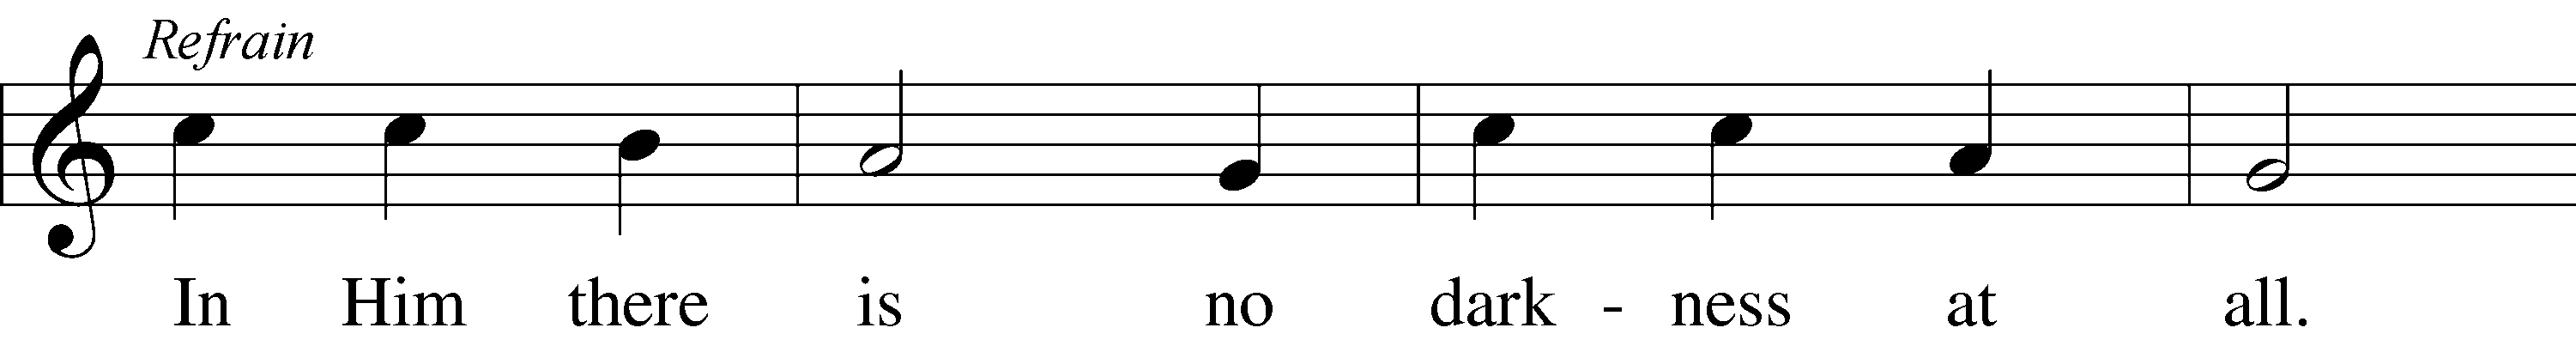 Refrain
In Him there is no dark - ness at all.